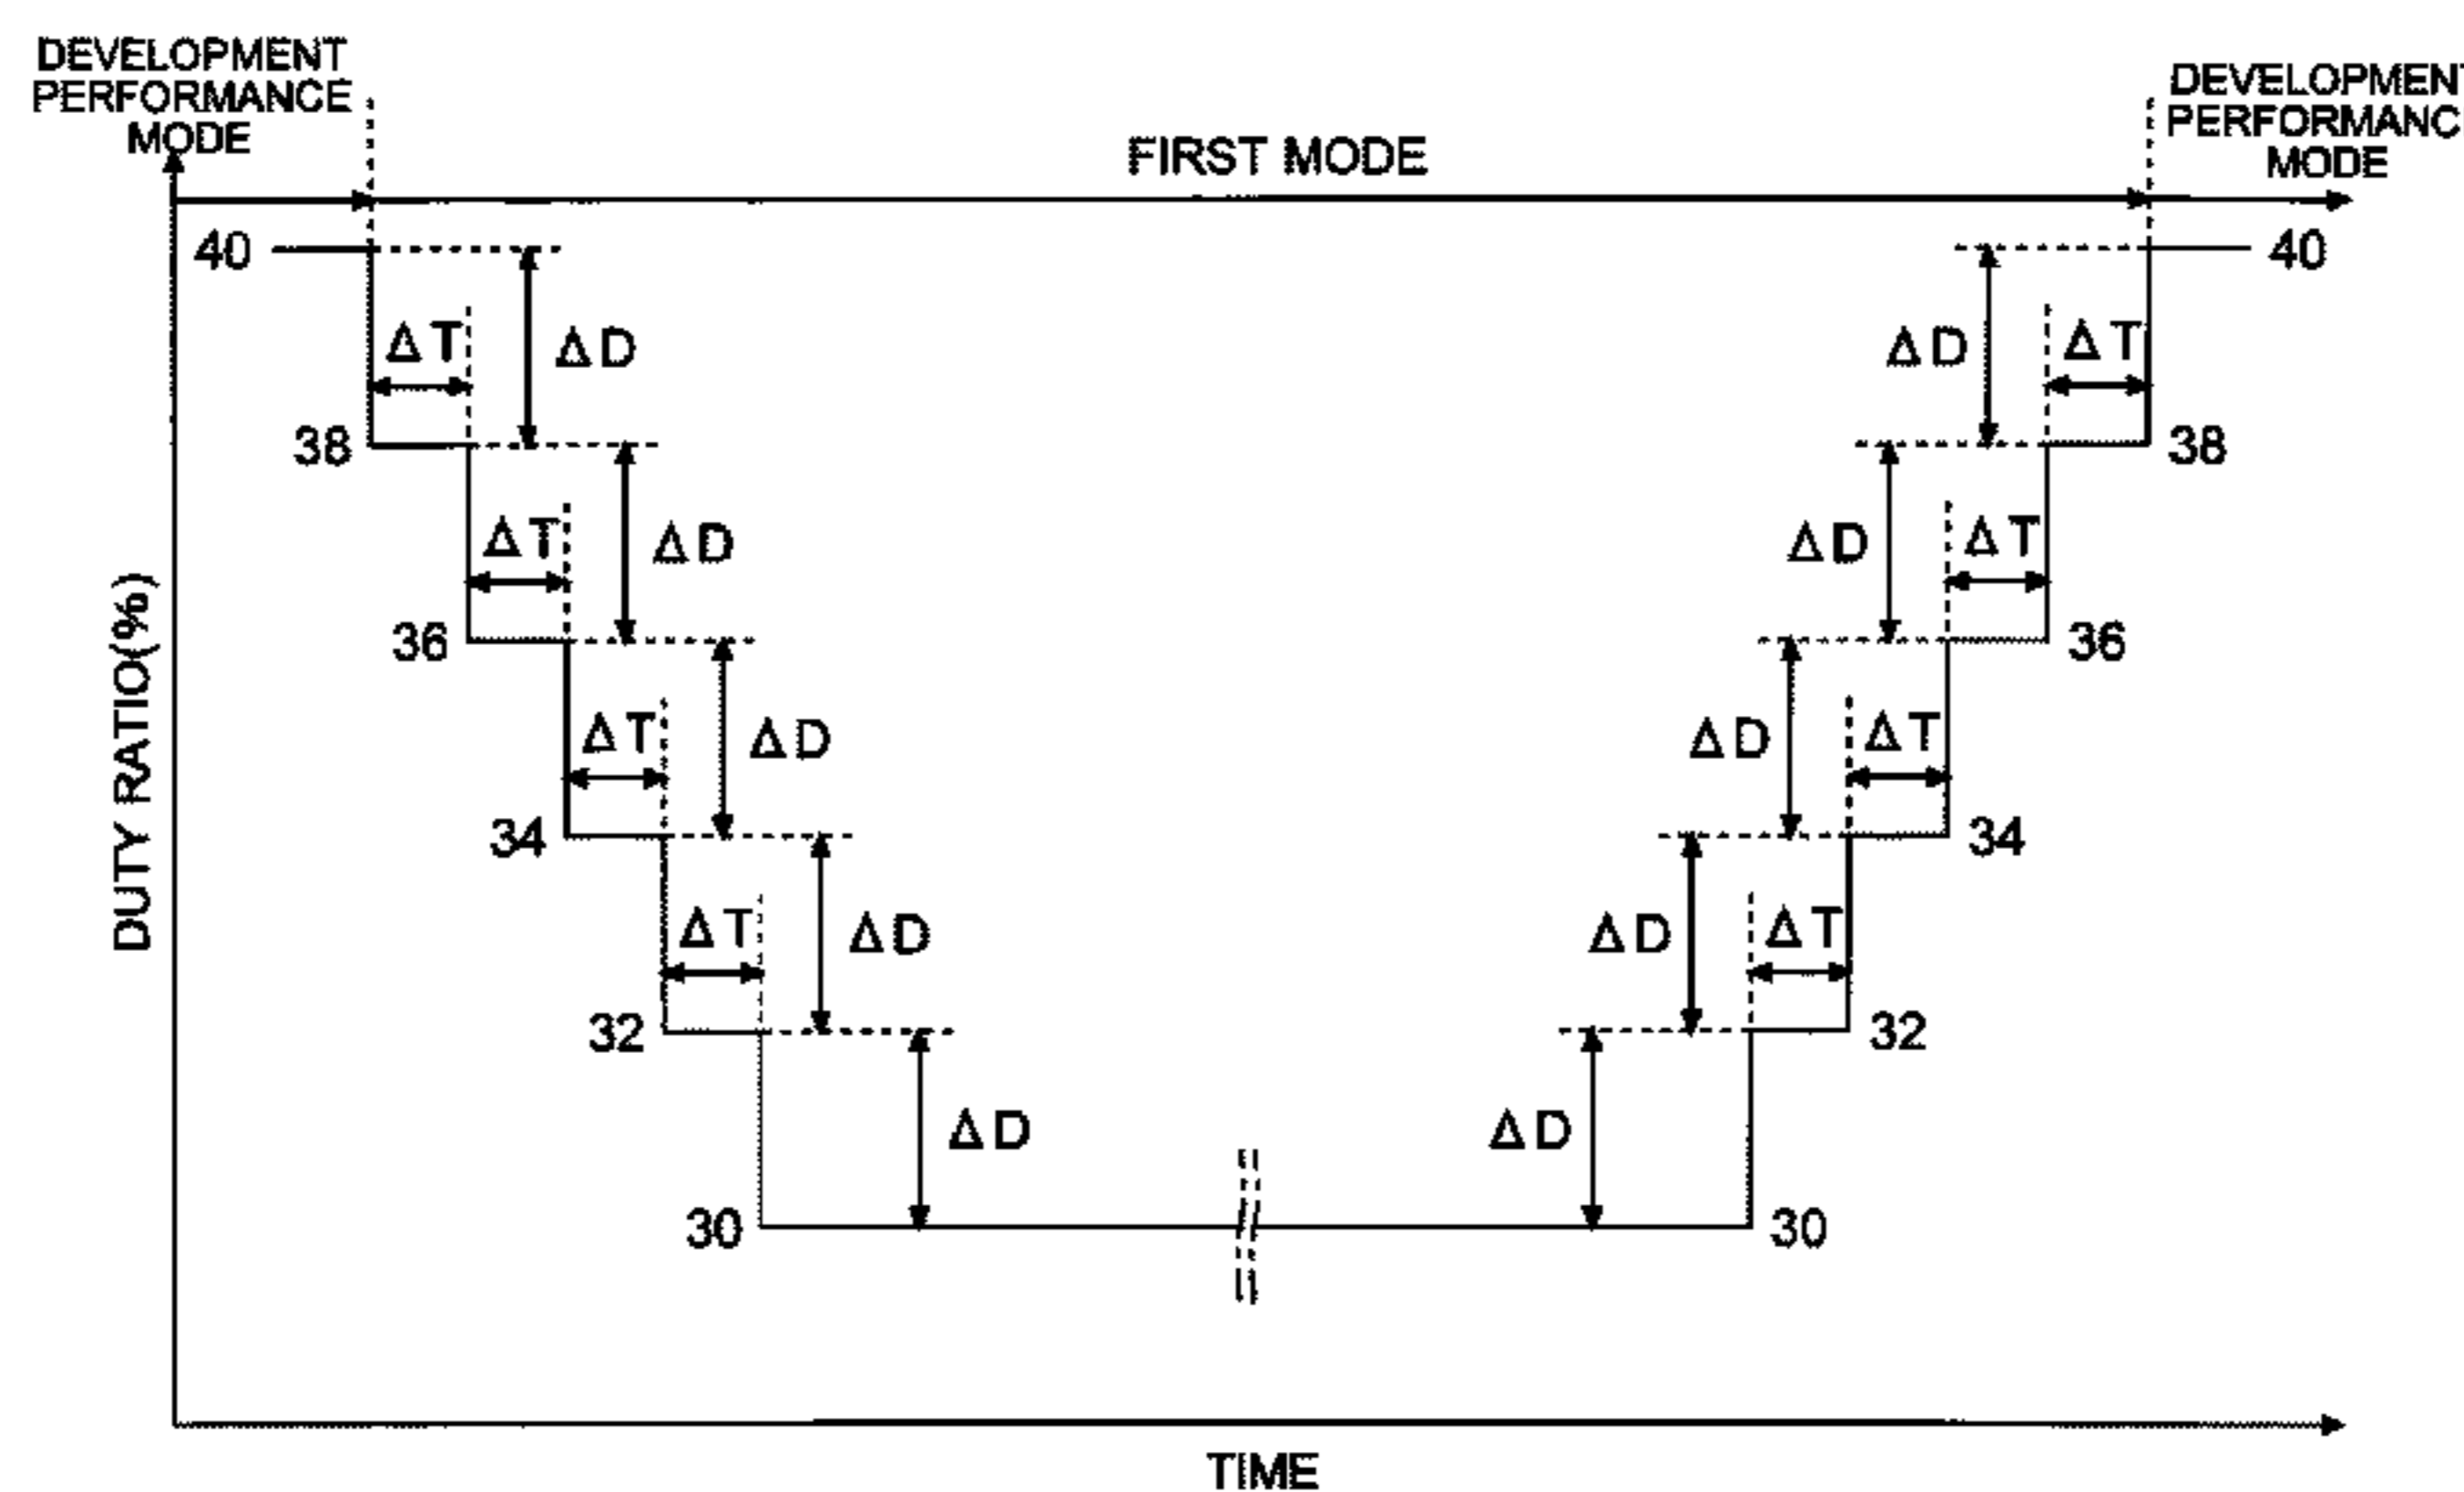 DEVELOPMENT
PERFORMANCE
MODE
FIRST MODE
DEVELOPMENT
PERFORMANC
MODE
40
40
ΔT
ΔD
ΔD
ΔT
38
38
ΔT
ΔD
ΔD
ΔT
36
36
ΔT
ΔD
ΔD
ΔT
34
34
ΔT
ΔD
ΔD
ΔT
32
32
ΔD
ΔD
30
30
DUTY RATIO(%)
TIME